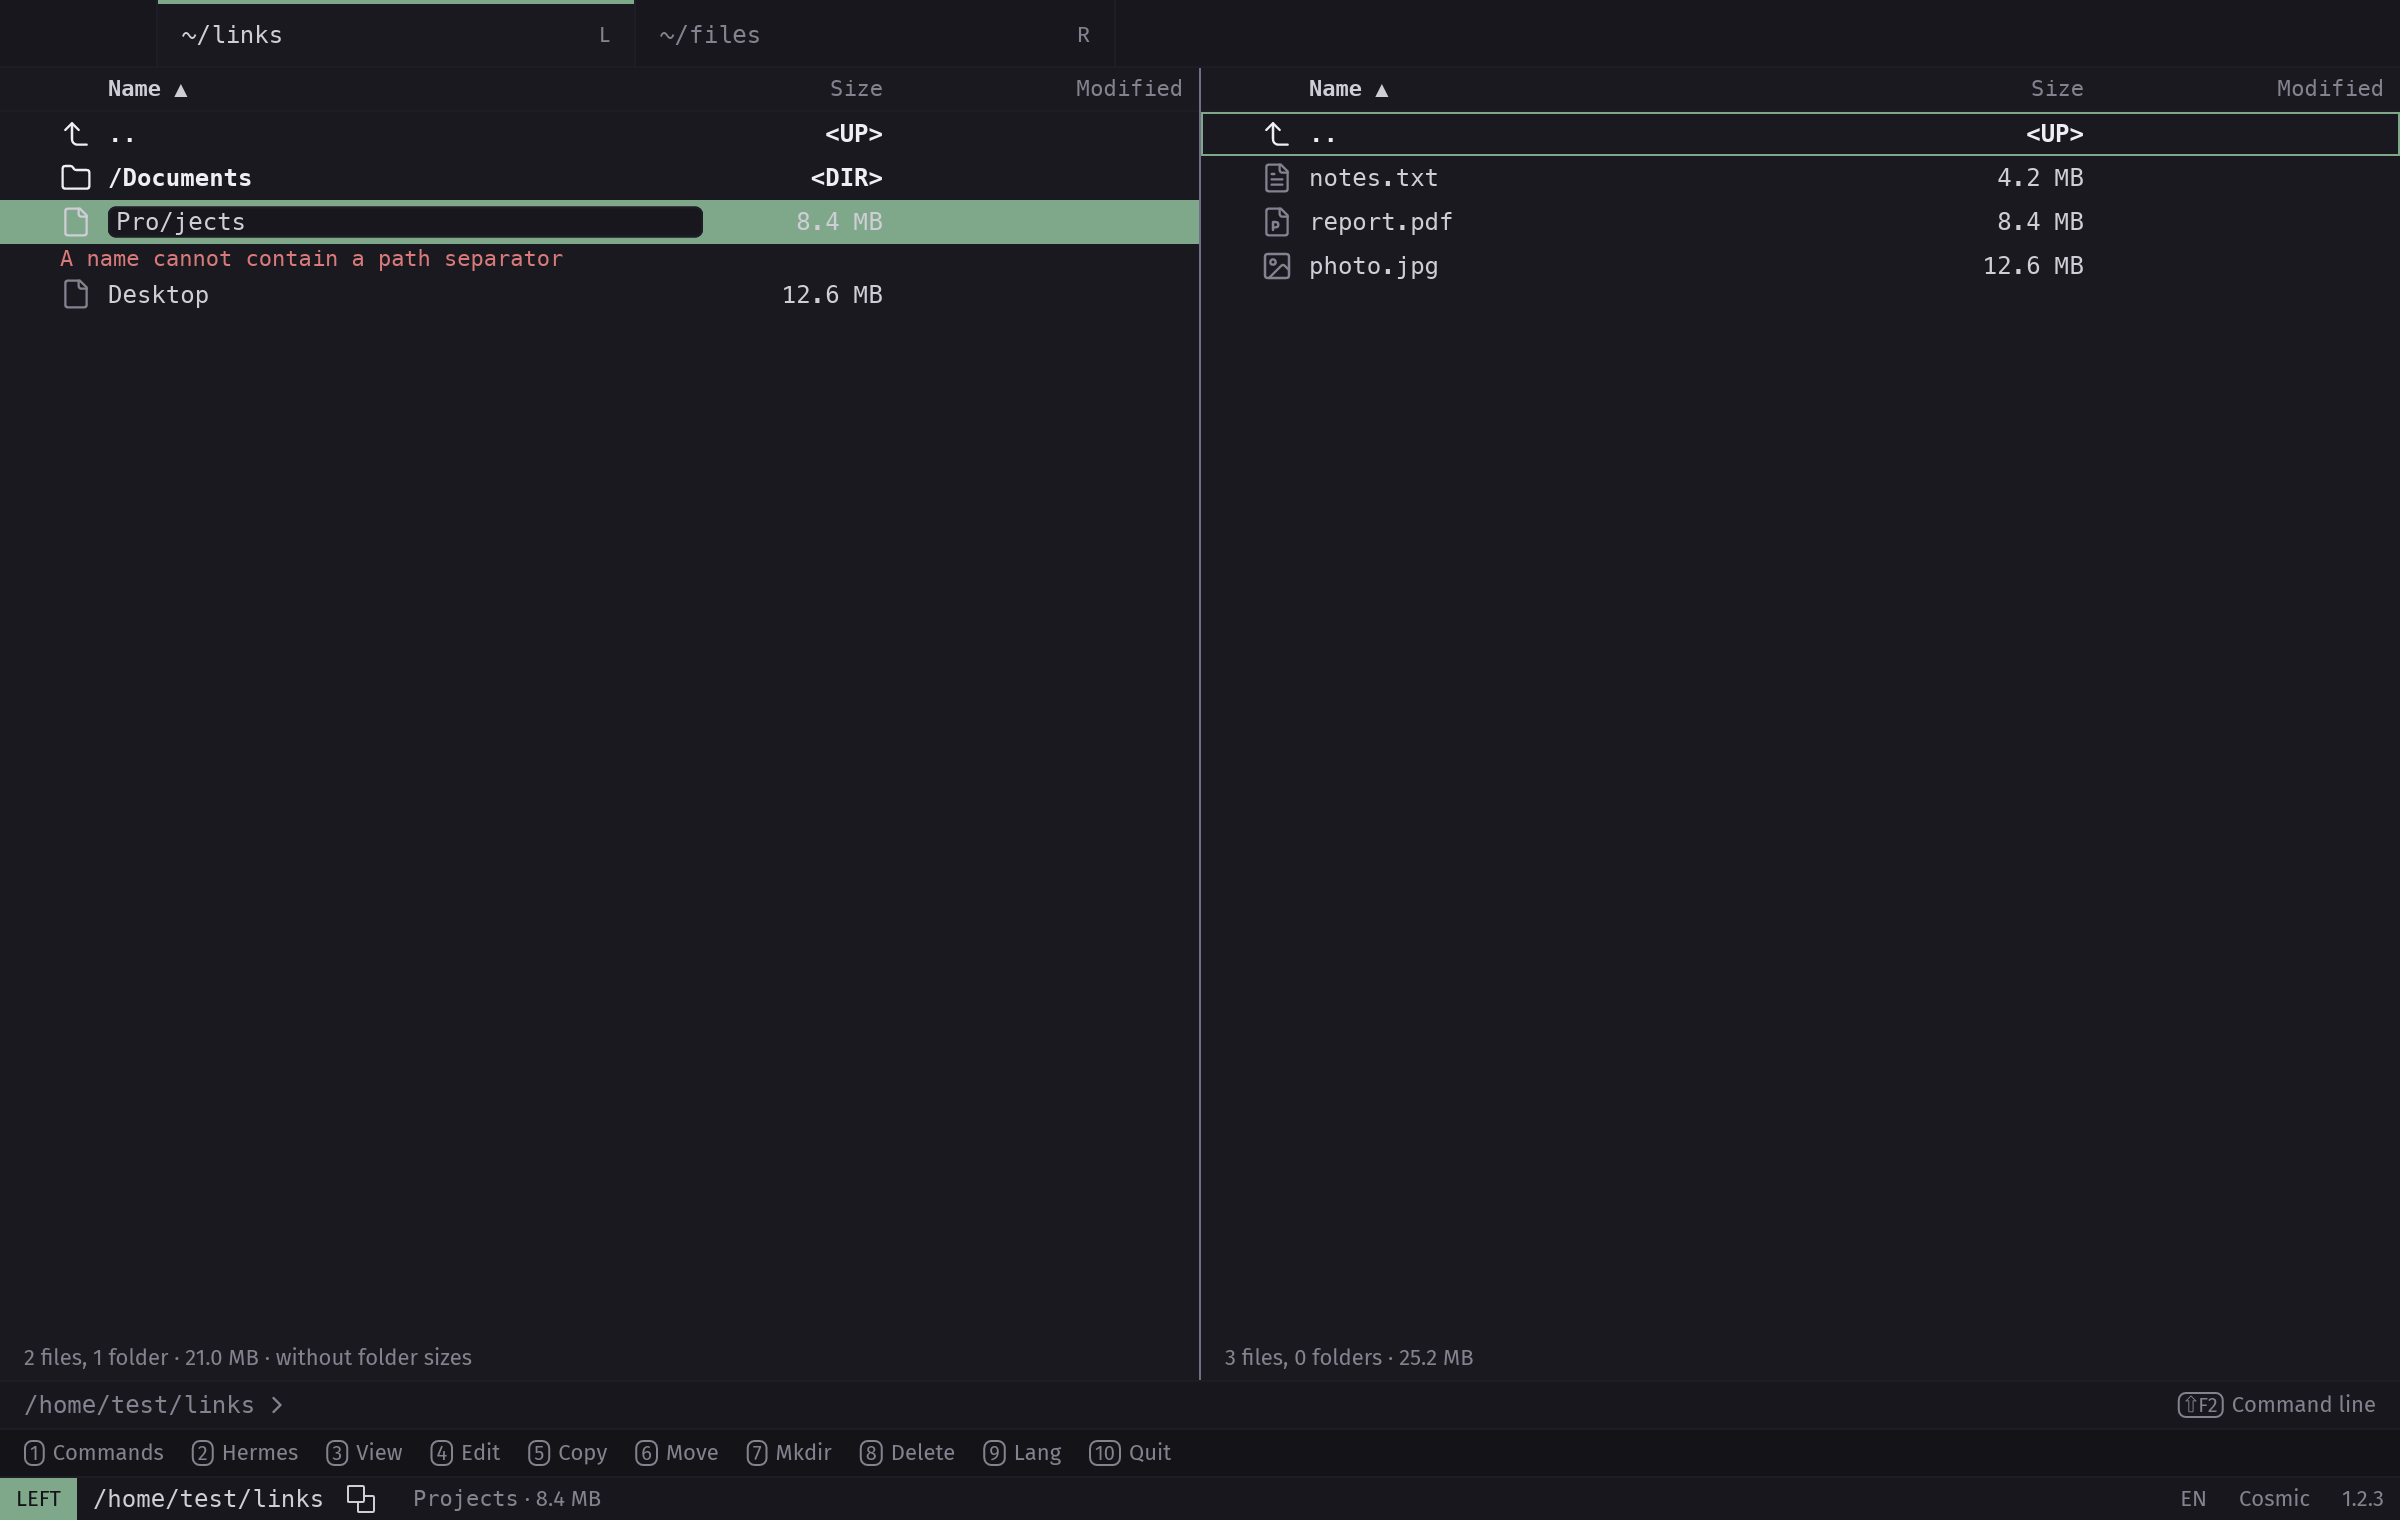 ~/links L ~/files R
Name ▲ Size Modified
.. <UP>
/Documents <DIR>
Pro/jects 8.4 MB
A name cannot contain a path separator
Desktop 12.6 MB
2 files, 1 folder · 21.0 MB · without folder sizes
Name ▲ Size Modified
.. <UP>
notes.txt 4.2 MB
report.pdf 8.4 MB
photo.jpg 12.6 MB
3 files, 0 folders · 25.2 MB
/home/test/links > ⇧F2 Command line
1 Commands 2 Hermes 3 View 4 Edit 5 Copy 6 Move 7 Mkdir 8 Delete 9 Lang 10 Quit
LEFT /home/test/links Projects · 8.4 MB EN Cosmic 1.2.3